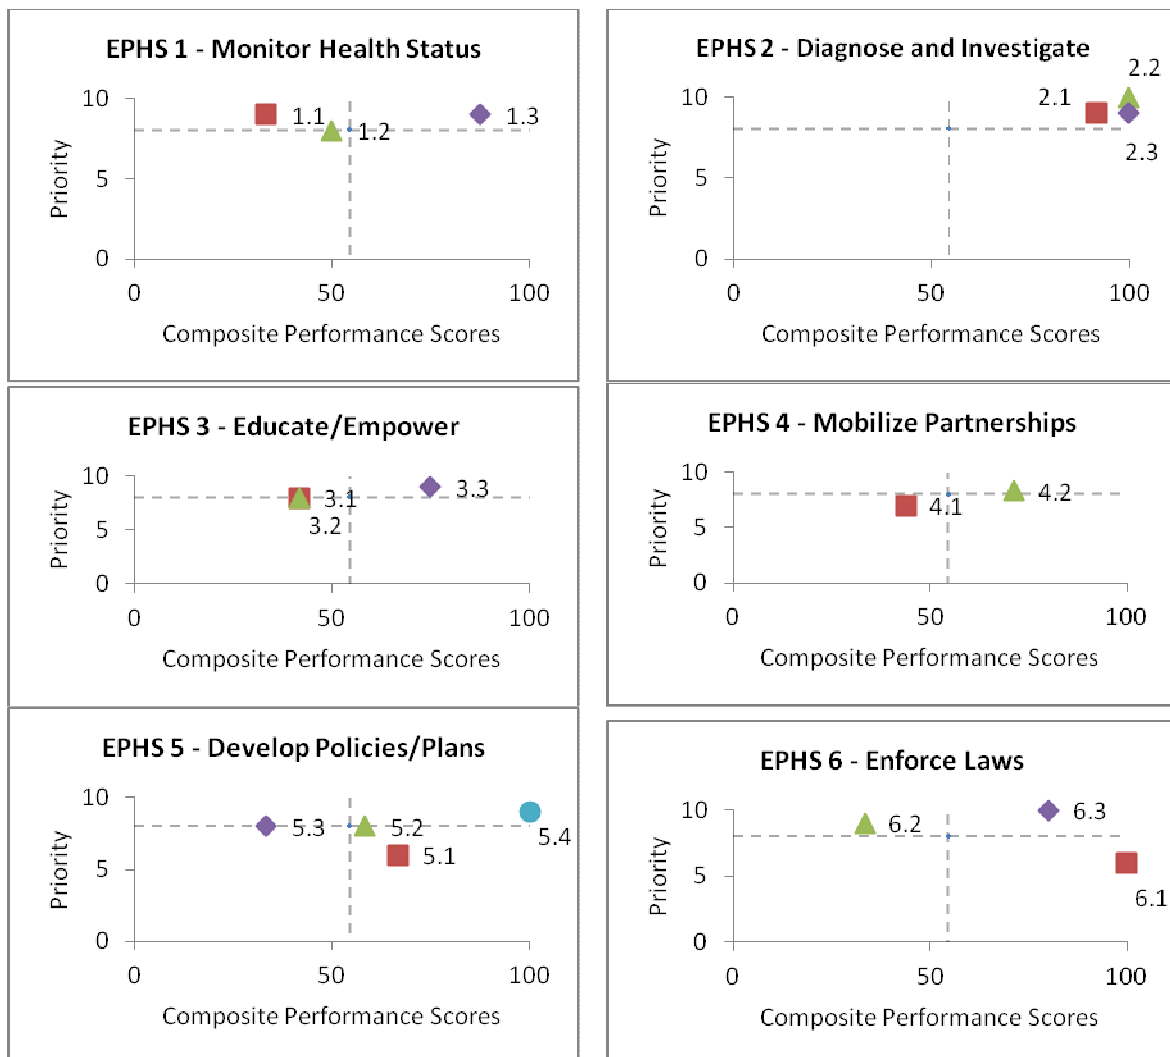 EPHS 1 - Monitor Health Status
10
5
0
Priority
1.1
1.2
1.3
0 50 100
Composite Performance Scores
EPHS 2 - Diagnose and Investigate
10
5
0
Priority
2.2
2.1
2.3
0 50 100
Composite Performance Scores
EPHS 3 - Educate/Empower
10
5
0
Priority
3.1
3.2
3.3
0 50 100
Composite Performance Scores
EPHS 4 - Mobilize Partnerships
10
5
0
Priority
4.1
4.2
0 50 100
Composite Performance Scores
EPHS 5 - Develop Policies/Plans
10
5
0
Priority
5.3
5.2
5.1
5.4
0 50 100
Composite Performance Scores
EPHS 6 - Enforce Laws
10
5
0
Priority
6.2
6.3
6.1
0 50 100
Composite Performance Scores